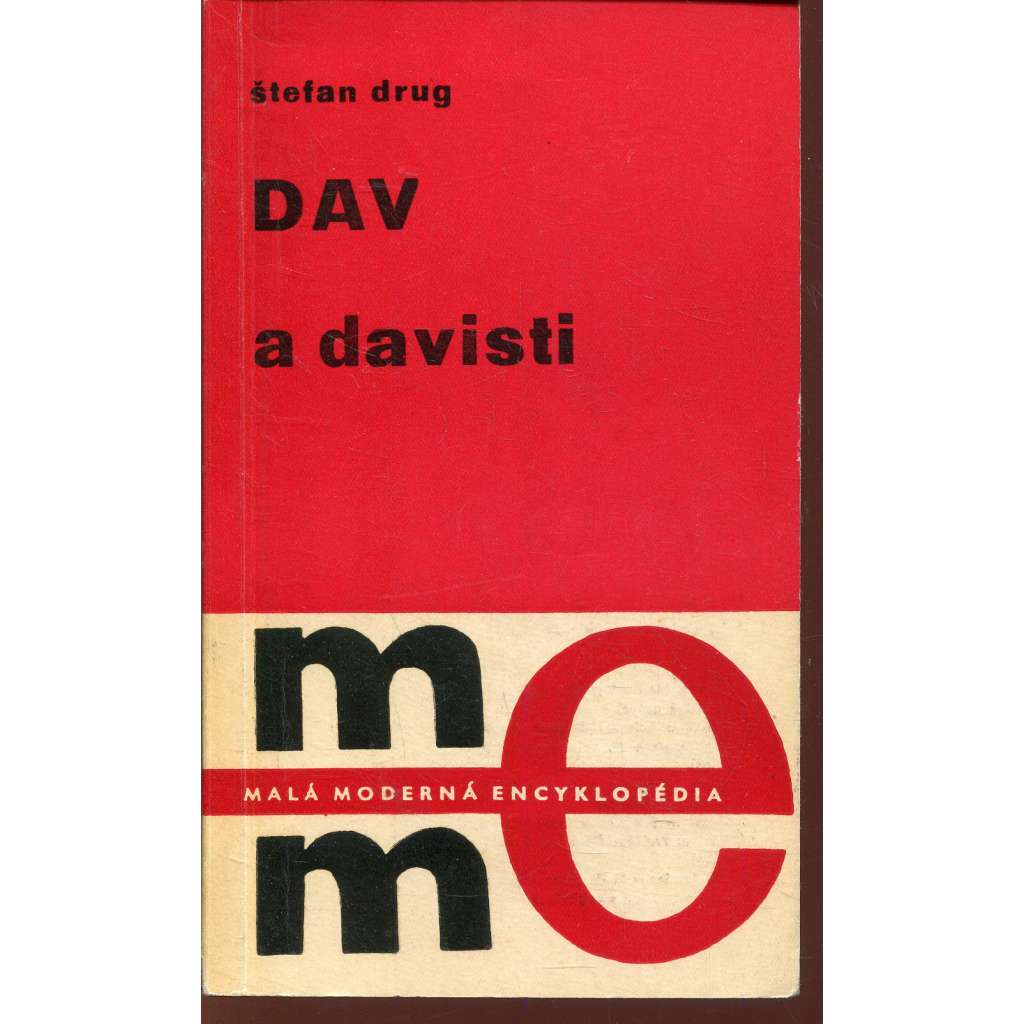 štefan drug
DAV
a davisti
m e
MALÁ MODERNÁ ENCYKLOPÉDIA
m